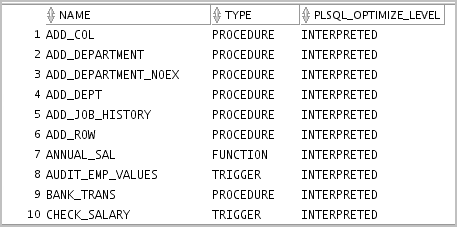 NAME TYPE PLSQL_OPTIMIZE_LEVEL
1 ADD_COL PROCEDURE INTERPRETED
2 ADD_DEPARTMENT PROCEDURE INTERPRETED
3 ADD_DEPARTMENT_NOEX PROCEDURE INTERPRETED
4 ADD_DEPT PROCEDURE INTERPRETED
5 ADD_JOB_HISTORY PROCEDURE INTERPRETED
6 ADD_ROW PROCEDURE INTERPRETED
7 ANNUAL_SAL FUNCTION INTERPRETED
8 AUDIT_EMP_VALUES TRIGGER INTERPRETED
9 BANK_TRANS PROCEDURE INTERPRETED
10 CHECK_SALARY TRIGGER INTERPRETED